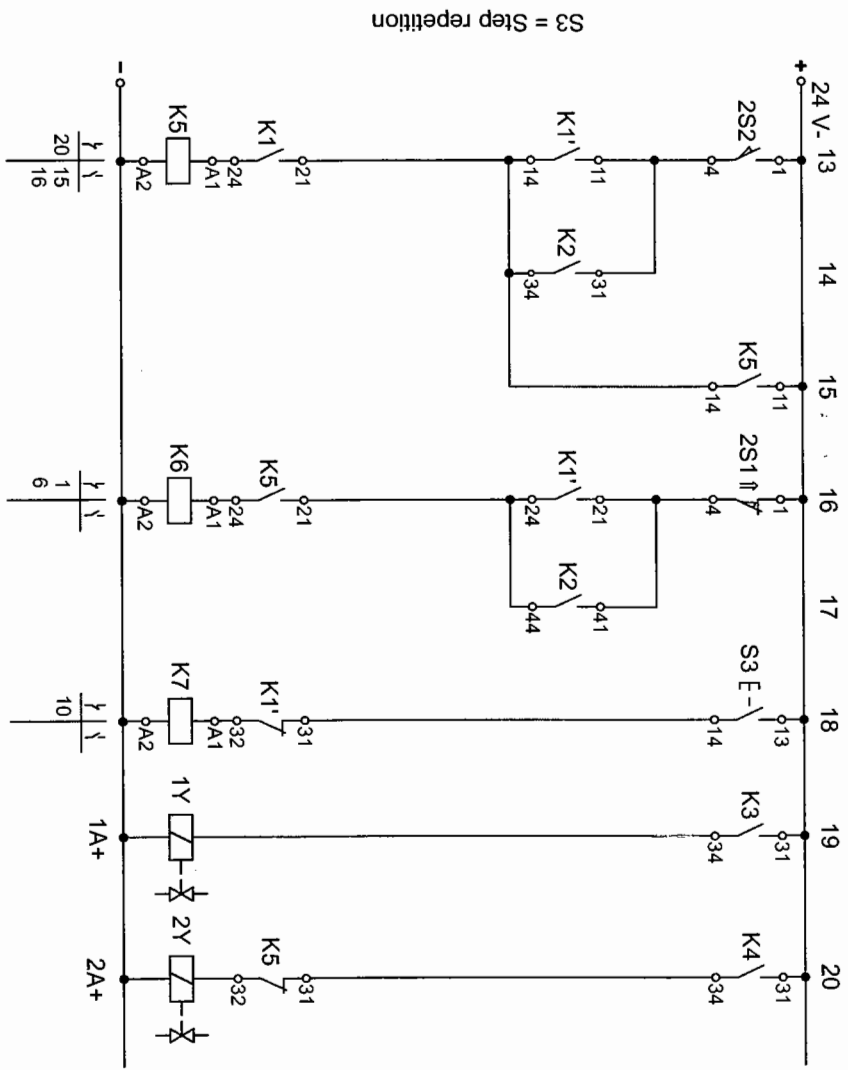 S3 = Step repetition
24 V-
+
-
13
2S2
1
4
K1'
11
14
K1
21
24
K5
A1
A2
20 15
16
14
K2
31
34
15
K5
11
14
16
2S1
1
4
K1'
21
24
K5
21
24
K6
A1
A2
1
6
17
K2
41
44
18
S3 E -
13
14
K1'
31
32
K7
A1
A2
10
19
K3
31
34
1Y
1A+
20
K4
31
34
K5
31
32
2Y
2A+